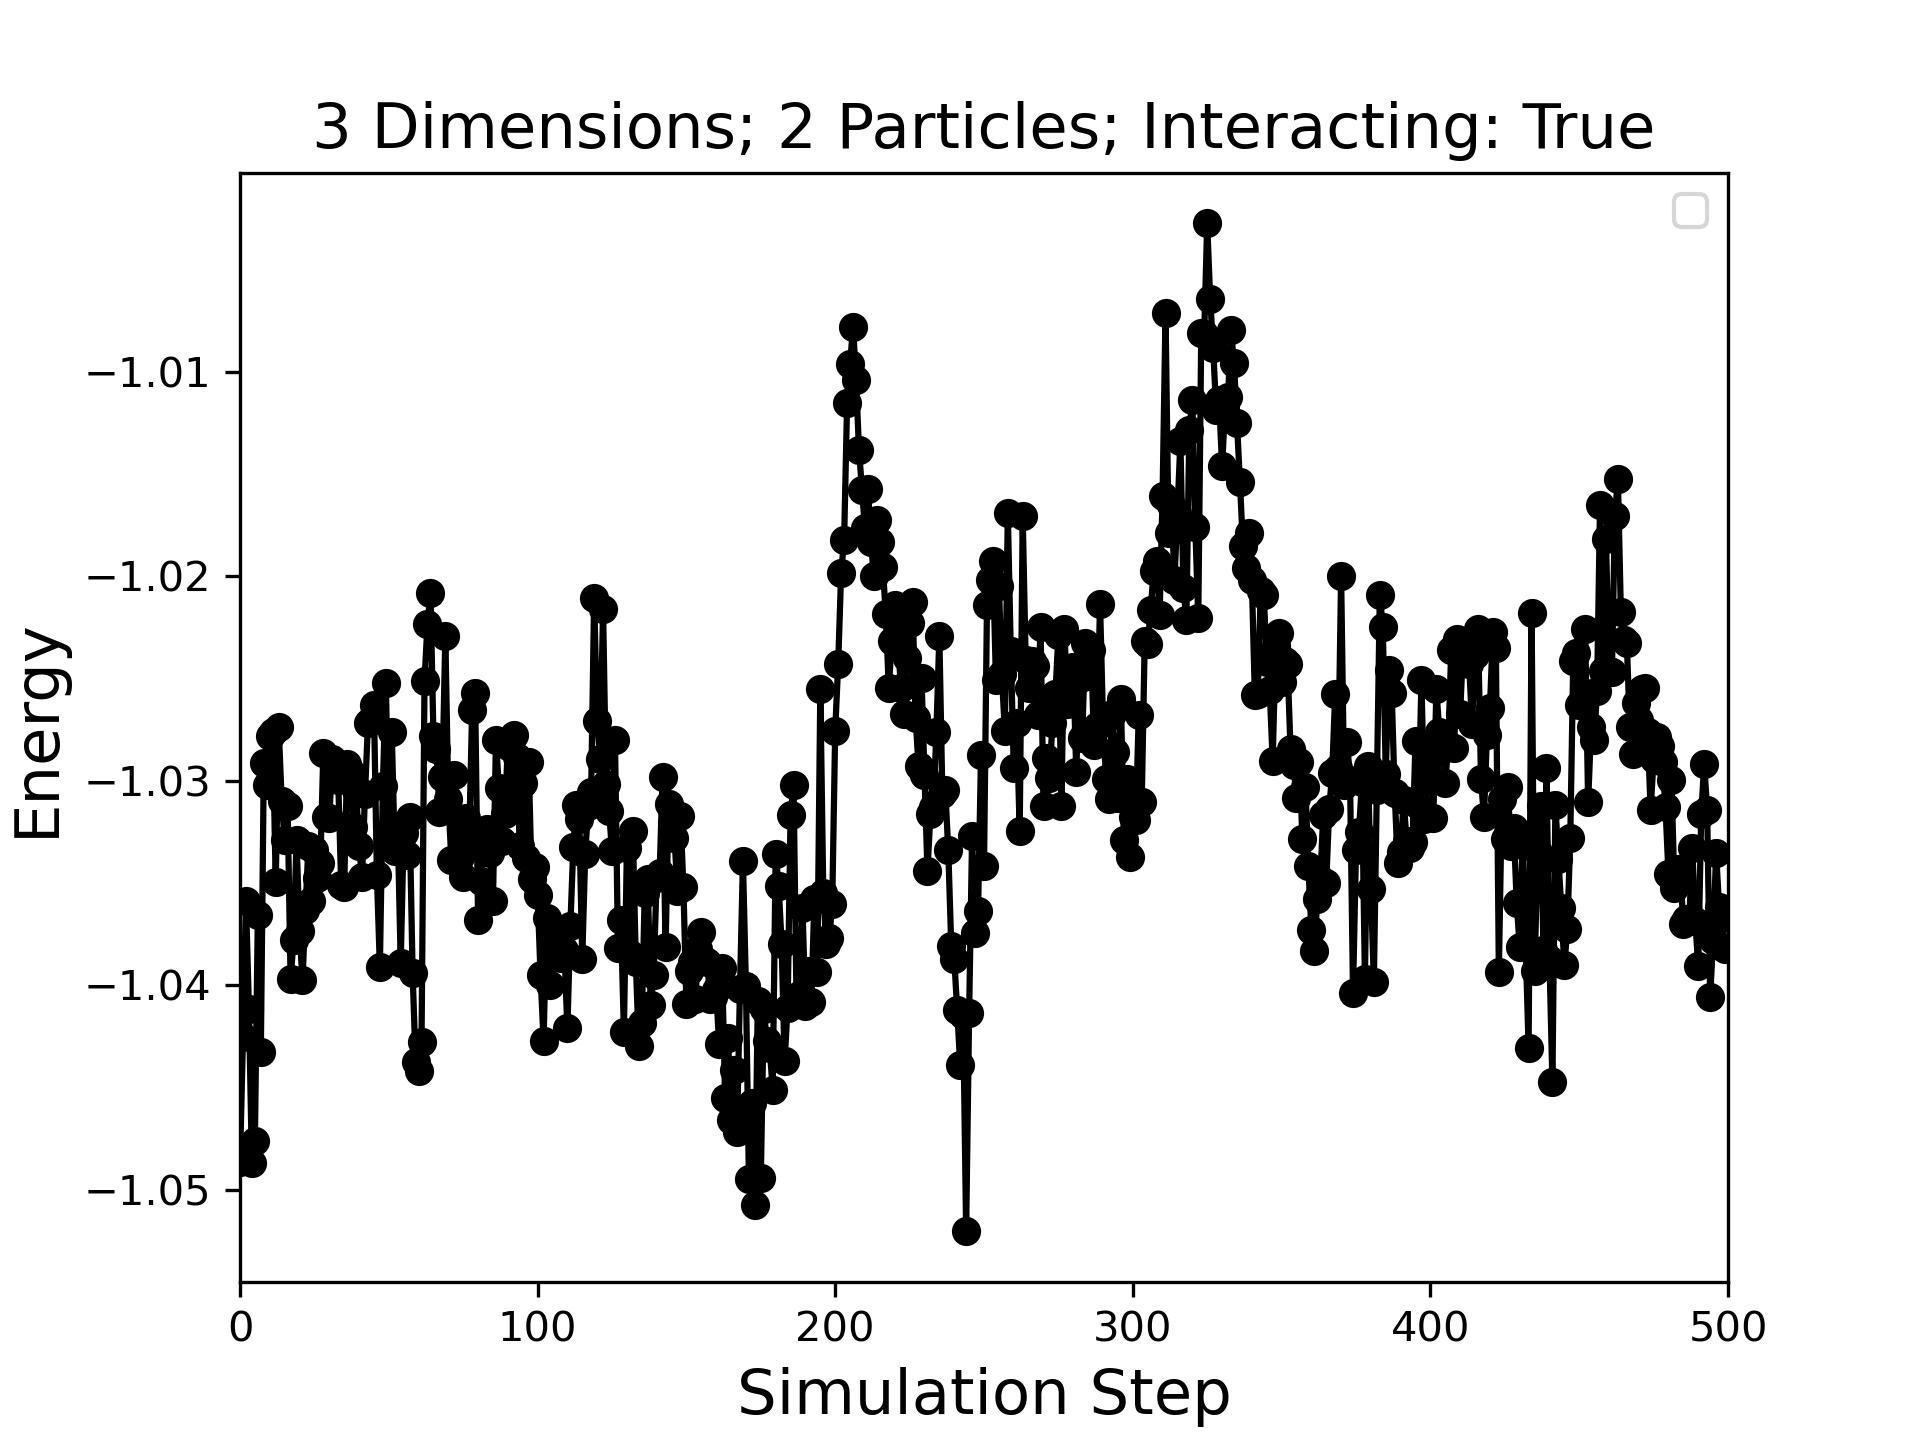 3 Dimensions; 2 Particles; Interacting: True
Energy
−1.01
−1.02
−1.03
−1.04
−1.05
0 100 200 300 400 500
Simulation Step